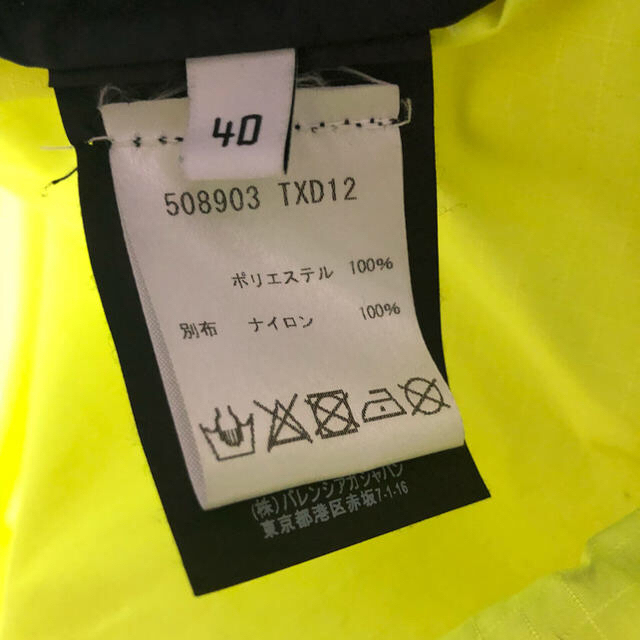 40
508903 TXD12
ポリエステル 100%
別布 ナイロン 100%
(株)バレンシアガジャパン
東京都港区赤坂7-1-16